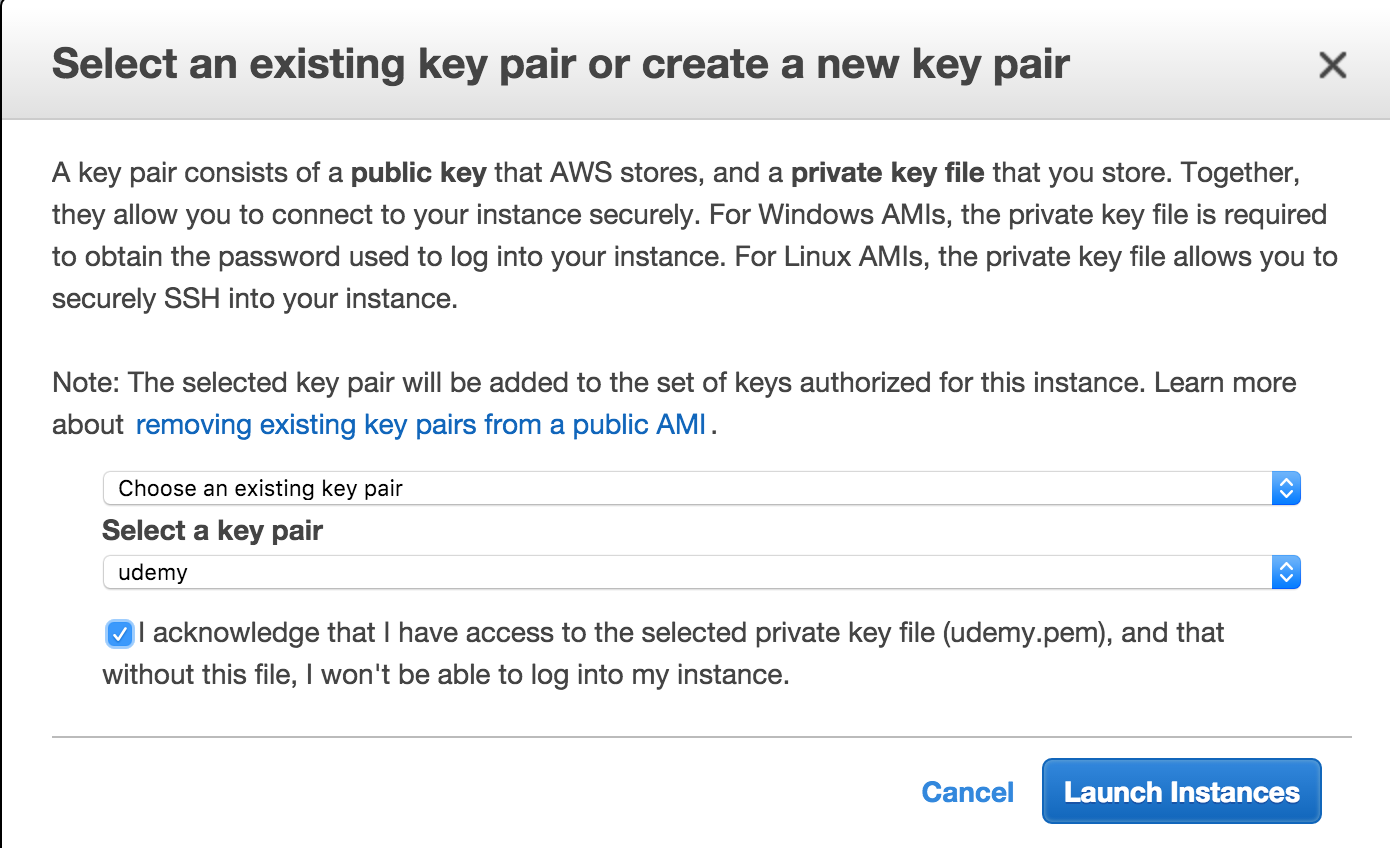 Select an existing key pair or create a new key pair
A key pair consists of a public key that AWS stores, and a private key file that you store. Together,
they allow you to connect to your instance securely. For Windows AMIs, the private key file is required
to obtain the password used to log into your instance. For Linux AMIs, the private key file allows you to
securely SSH into your instance.
Note: The selected key pair will be added to the set of keys authorized for this instance. Learn more
about removing existing key pairs from a public AMI.
Choose an existing key pair
Select a key pair
udemy
I acknowledge that I have access to the selected private key file (udemy.pem), and that
without this file, I won't be able to log into my instance.
Cancel Launch Instances